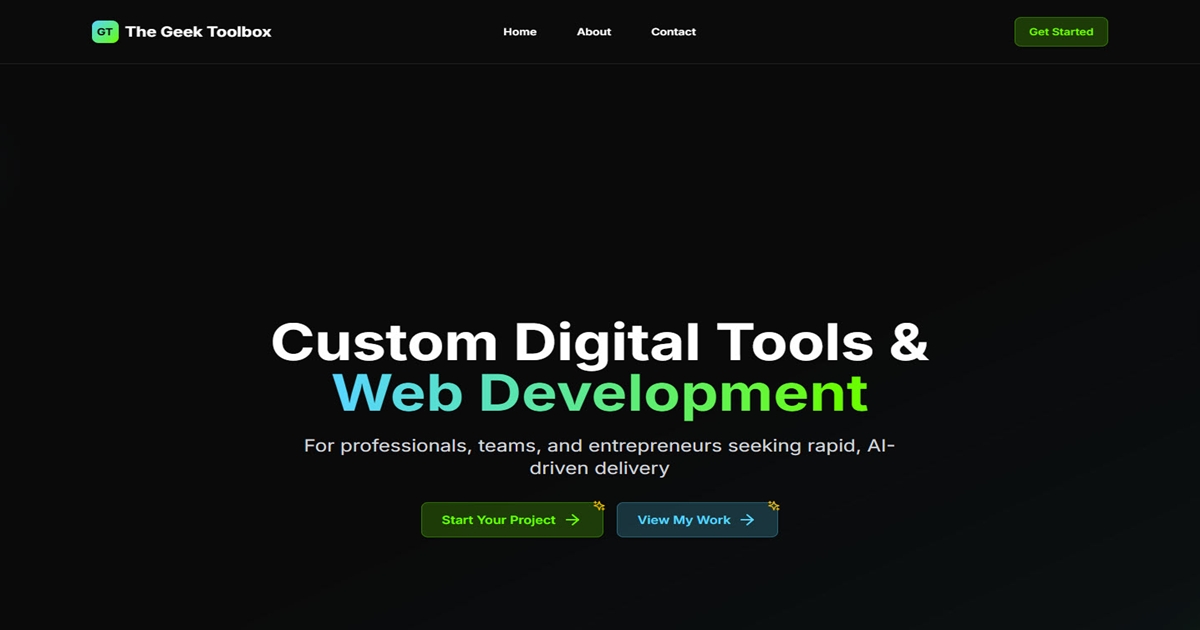 GT The Geek Toolbox
Home About Contact
Get Started
Custom Digital Tools &
Web Development
For professionals, teams, and entrepreneurs seeking rapid, AI-
driven delivery
Start Your Project
View My Work